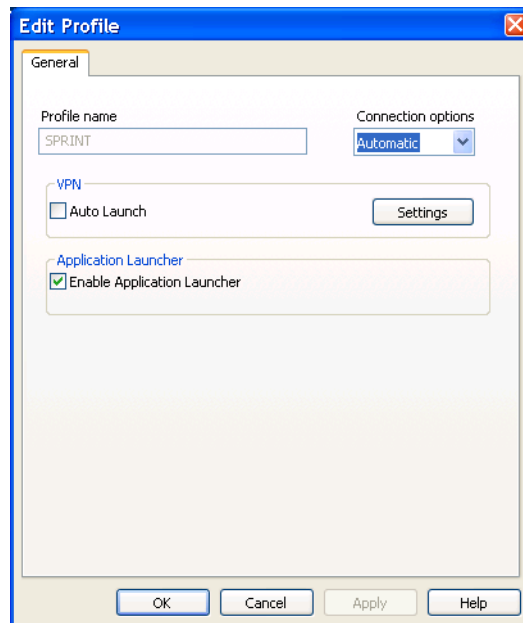 Edit Profile
General
Profile name Connection options
SPRINT Automatic
VPN
Auto Launch Settings
Application Launcher
Enable Application Launcher
OK Cancel Apply Help